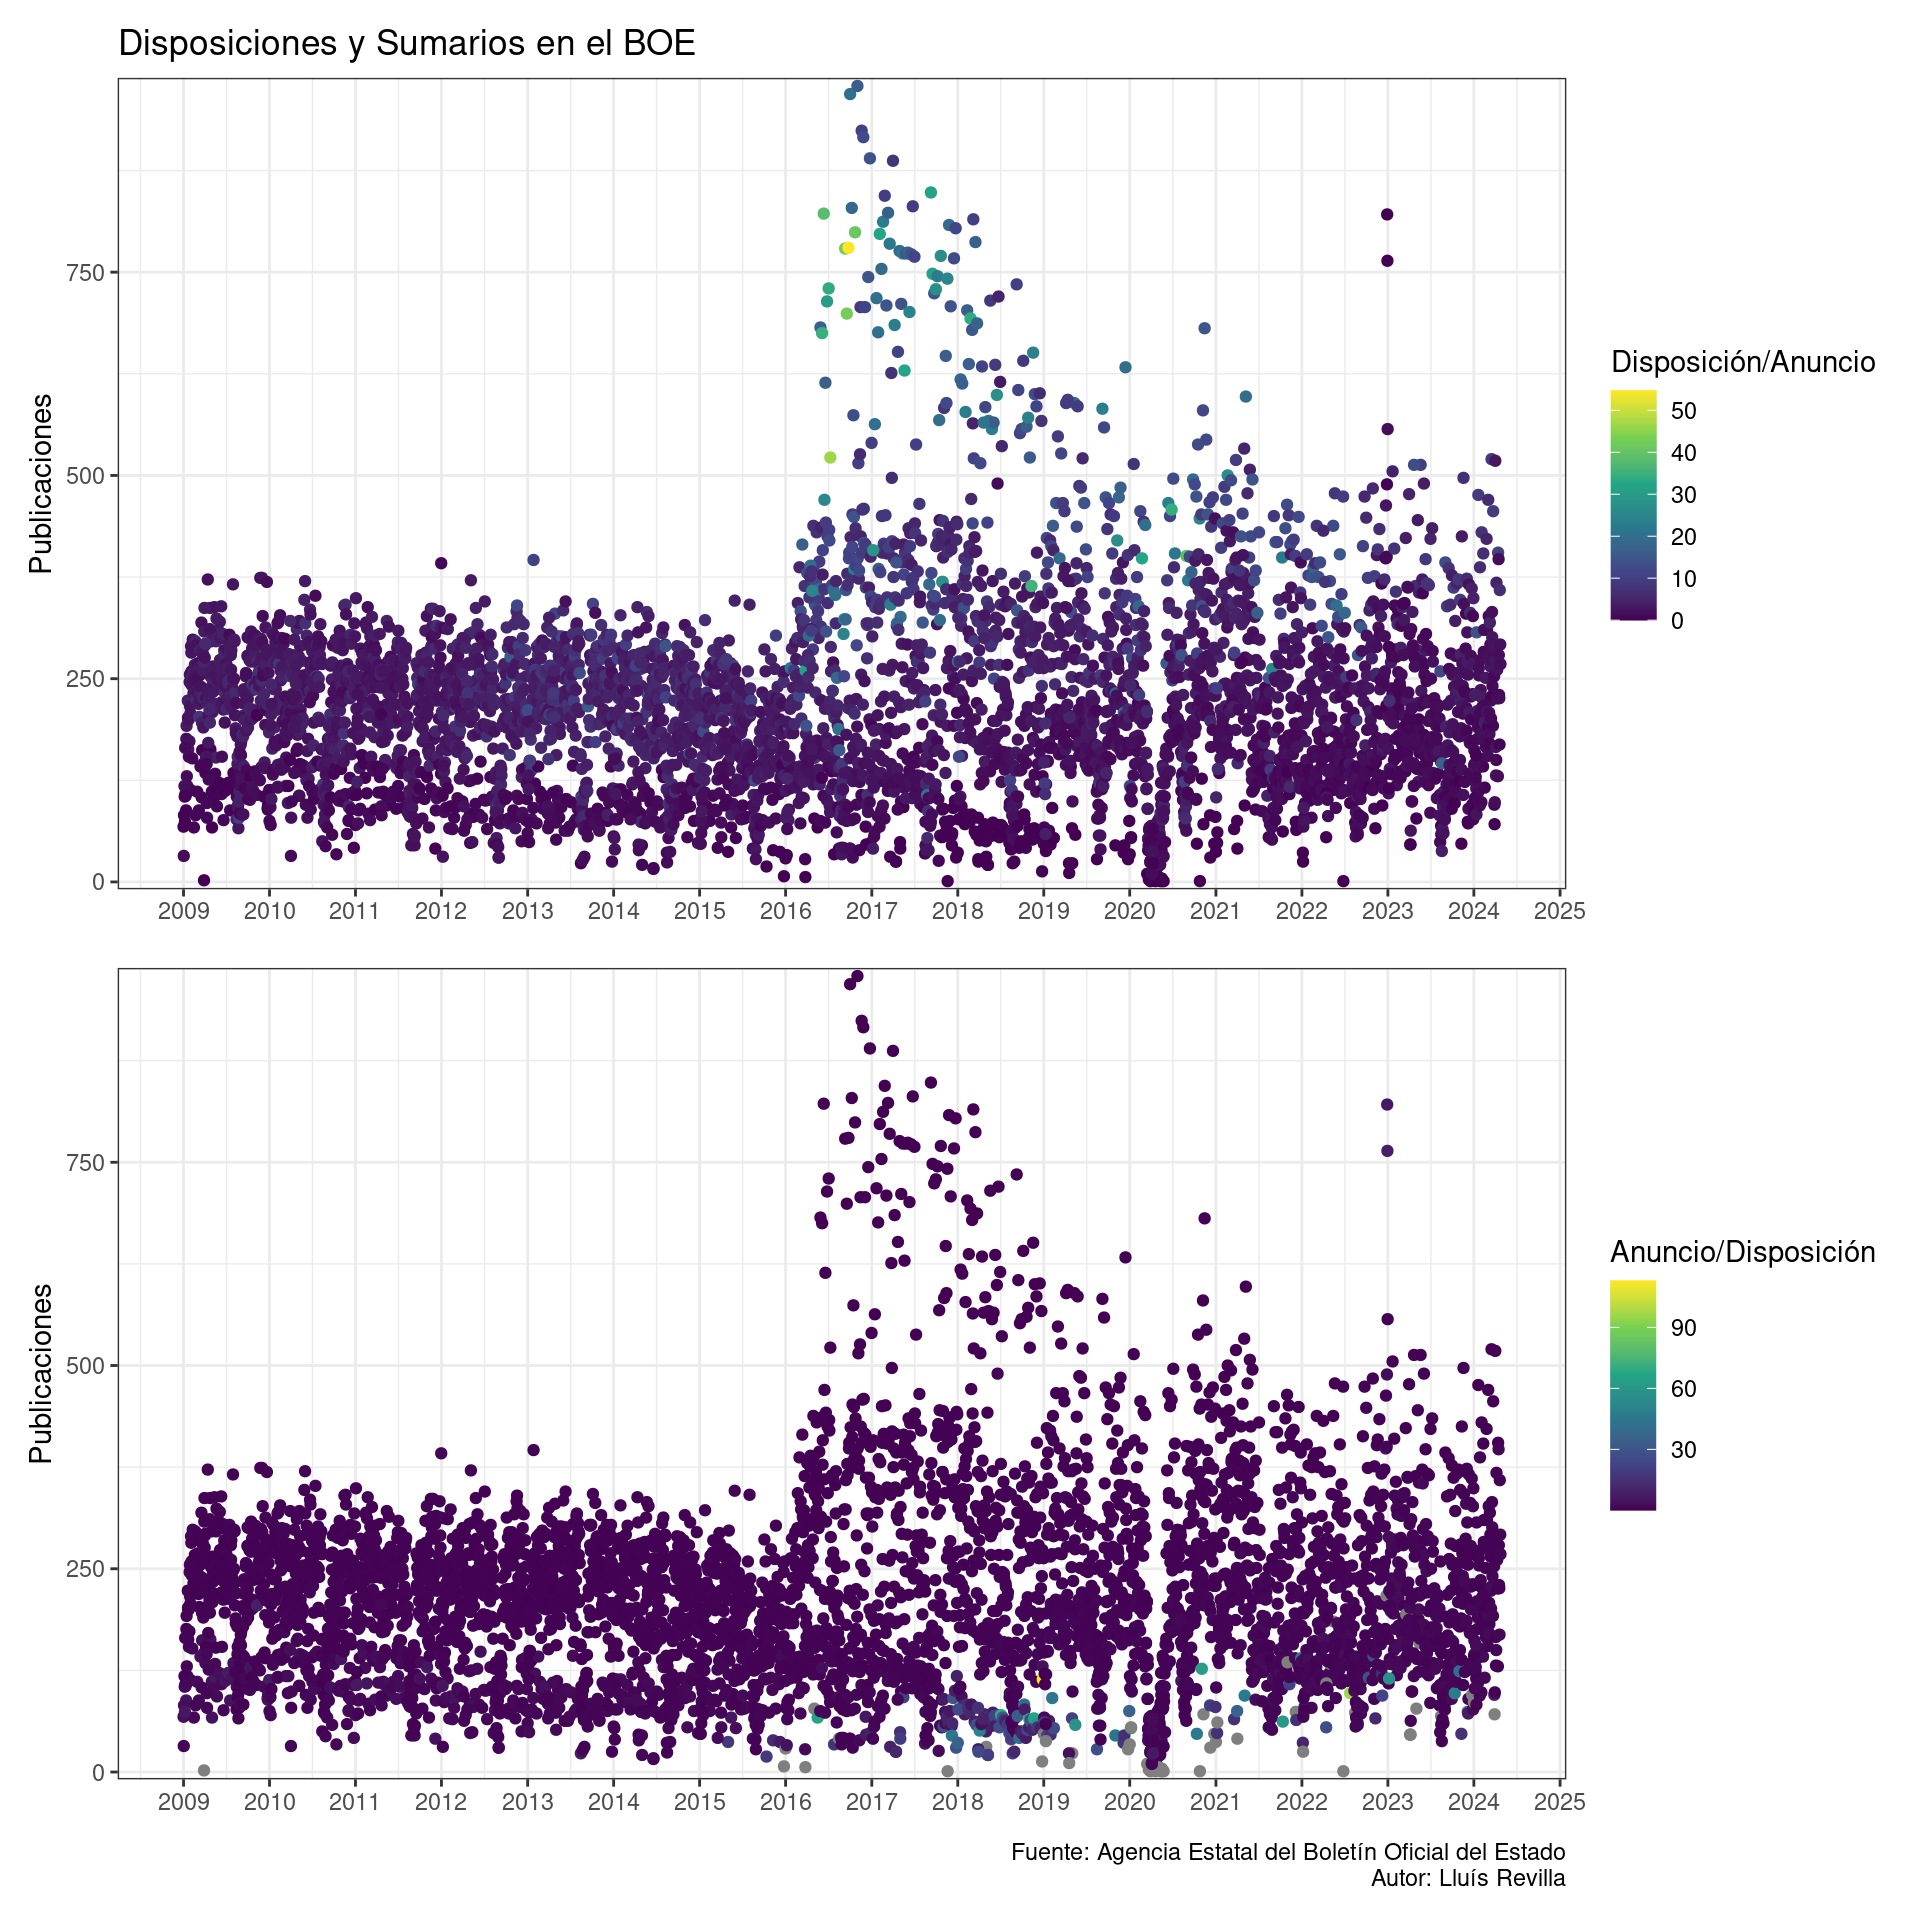 Disposiciones y Sumarios en el BOE
Publicaciones
750
500
250
0
2009 2010 2011 2012 2013 2014 2015 2016 2017 2018 2019 2020 2021 2022 2023 2024 2025
Disposición/Anuncio
50
40
30
20
10
0
Publicaciones
750
500
250
0
2009 2010 2011 2012 2013 2014 2015 2016 2017 2018 2019 2020 2021 2022 2023 2024 2025
Anuncio/Disposición
90
60
30
Fuente: Agencia Estatal del Boletín Oficial del Estado
Autor: Lluís Revilla